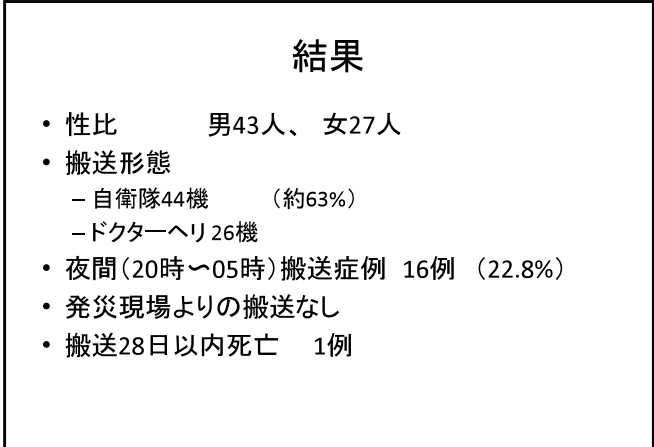 結果
• 性比 男43人、 女27人
• 搬送形態
– 自衛隊44機 （約63%）
– ドクターヘリ26機
• 夜間（20時～05時）搬送症例 16例 （22.8%）
• 発災現場よりの搬送なし
• 搬送28日以内死亡 1例